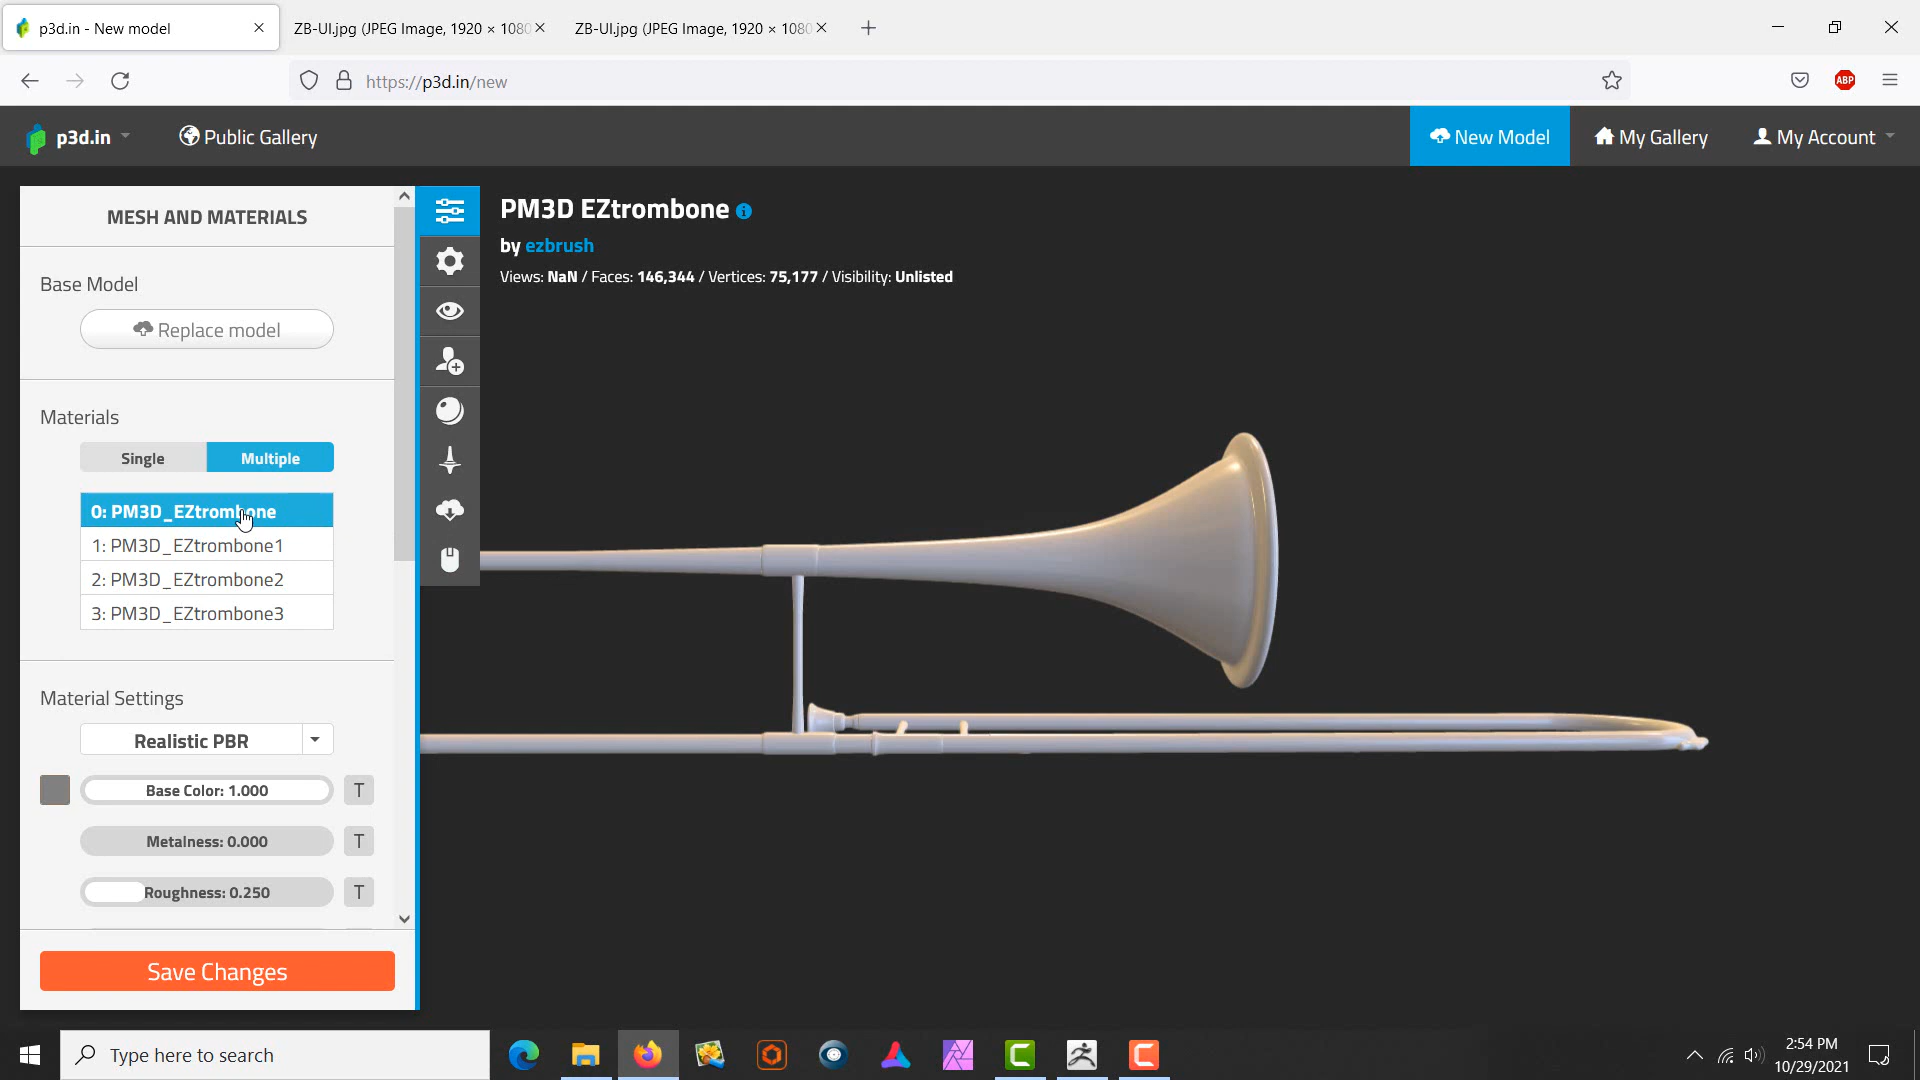 p3d.in - New model
ZB-UI.jpg (JPEG Image, 1920 × 1080
ZB-UI.jpg (JPEG Image, 1920 × 1080
https://p3d.in/new
ABP
p3d.in
Public Gallery
New Model
My Gallery
My Account
MESH AND MATERIALS
Base Model
Replace model
Materials
Single
Multiple
0: PM3D_EZtrombone
1: PM3D_EZtrombone1
2: PM3D_EZtrombone2
3: PM3D_EZtrombone3
Material Settings
Realistic PBR
Base Color: 1.000
T
Metalness: 0.000
T
Roughness: 0.250
T
Save Changes
PM3D EZtrombone
by ezbrush
Views: NaN / Faces: 146,344 / Vertices: 75,177 / Visibility: Unlisted
Type here to search
2:54 PM
10/29/2021